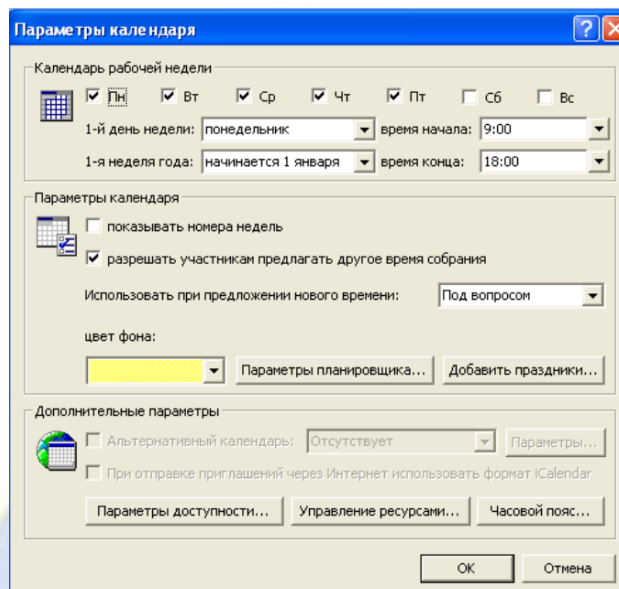 Параметры календаря
Календарь рабочей недели
Пн Вт Ср Чт Пт Сб Вс
1-й день недели: понедельник время начала: 9:00
1-я неделя года: начинается 1 января время конца: 18:00
Параметры календаря
показывать номера недель
разрешать участникам предлагать другое время собрания
Использовать при предложении нового времени: Под вопросом
цвет фона:
Параметры планировщика... Добавить праздники...
Дополнительные параметры
Альтернативный календарь: Отсутствует Параметры...
При отправке приглашений через Интернет использовать формат iCalendar
Параметры доступности... Управление ресурсами... Часовой пояс...
ОК Отмена